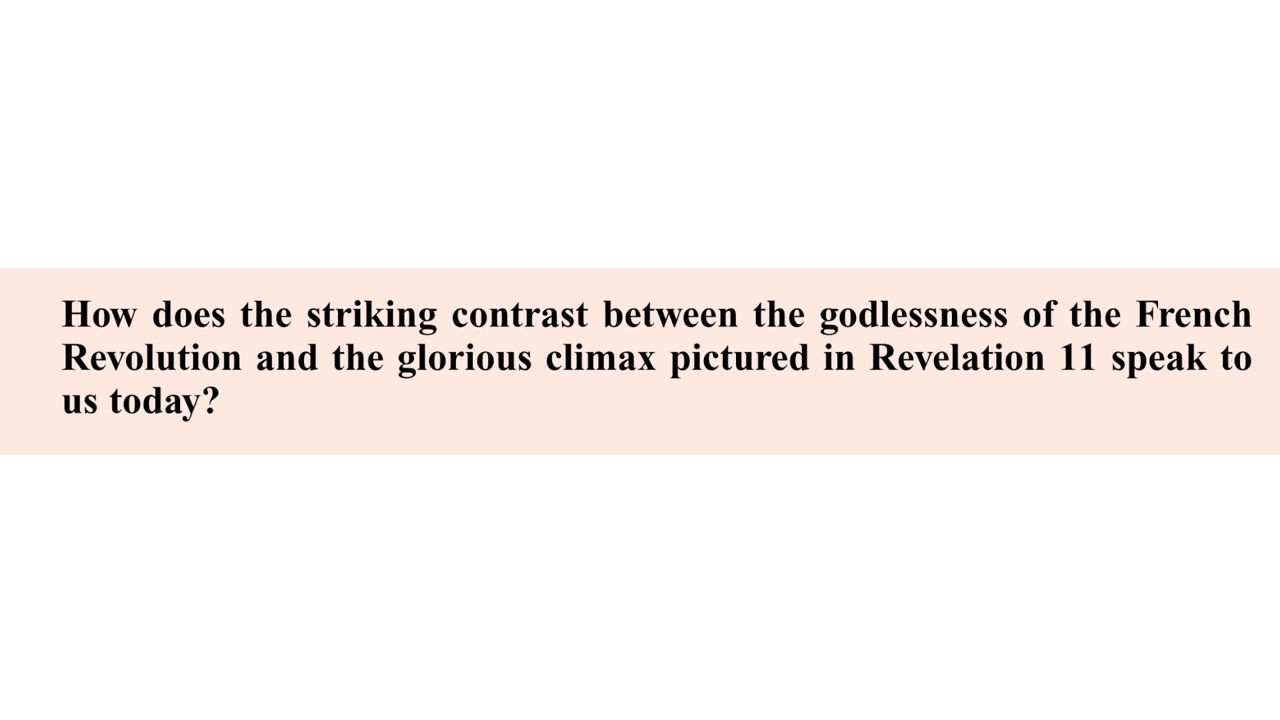 How does the striking contrast between the godlessness of the French
Revolution and the glorious climax pictured in Revelation 11 speak to
us today?